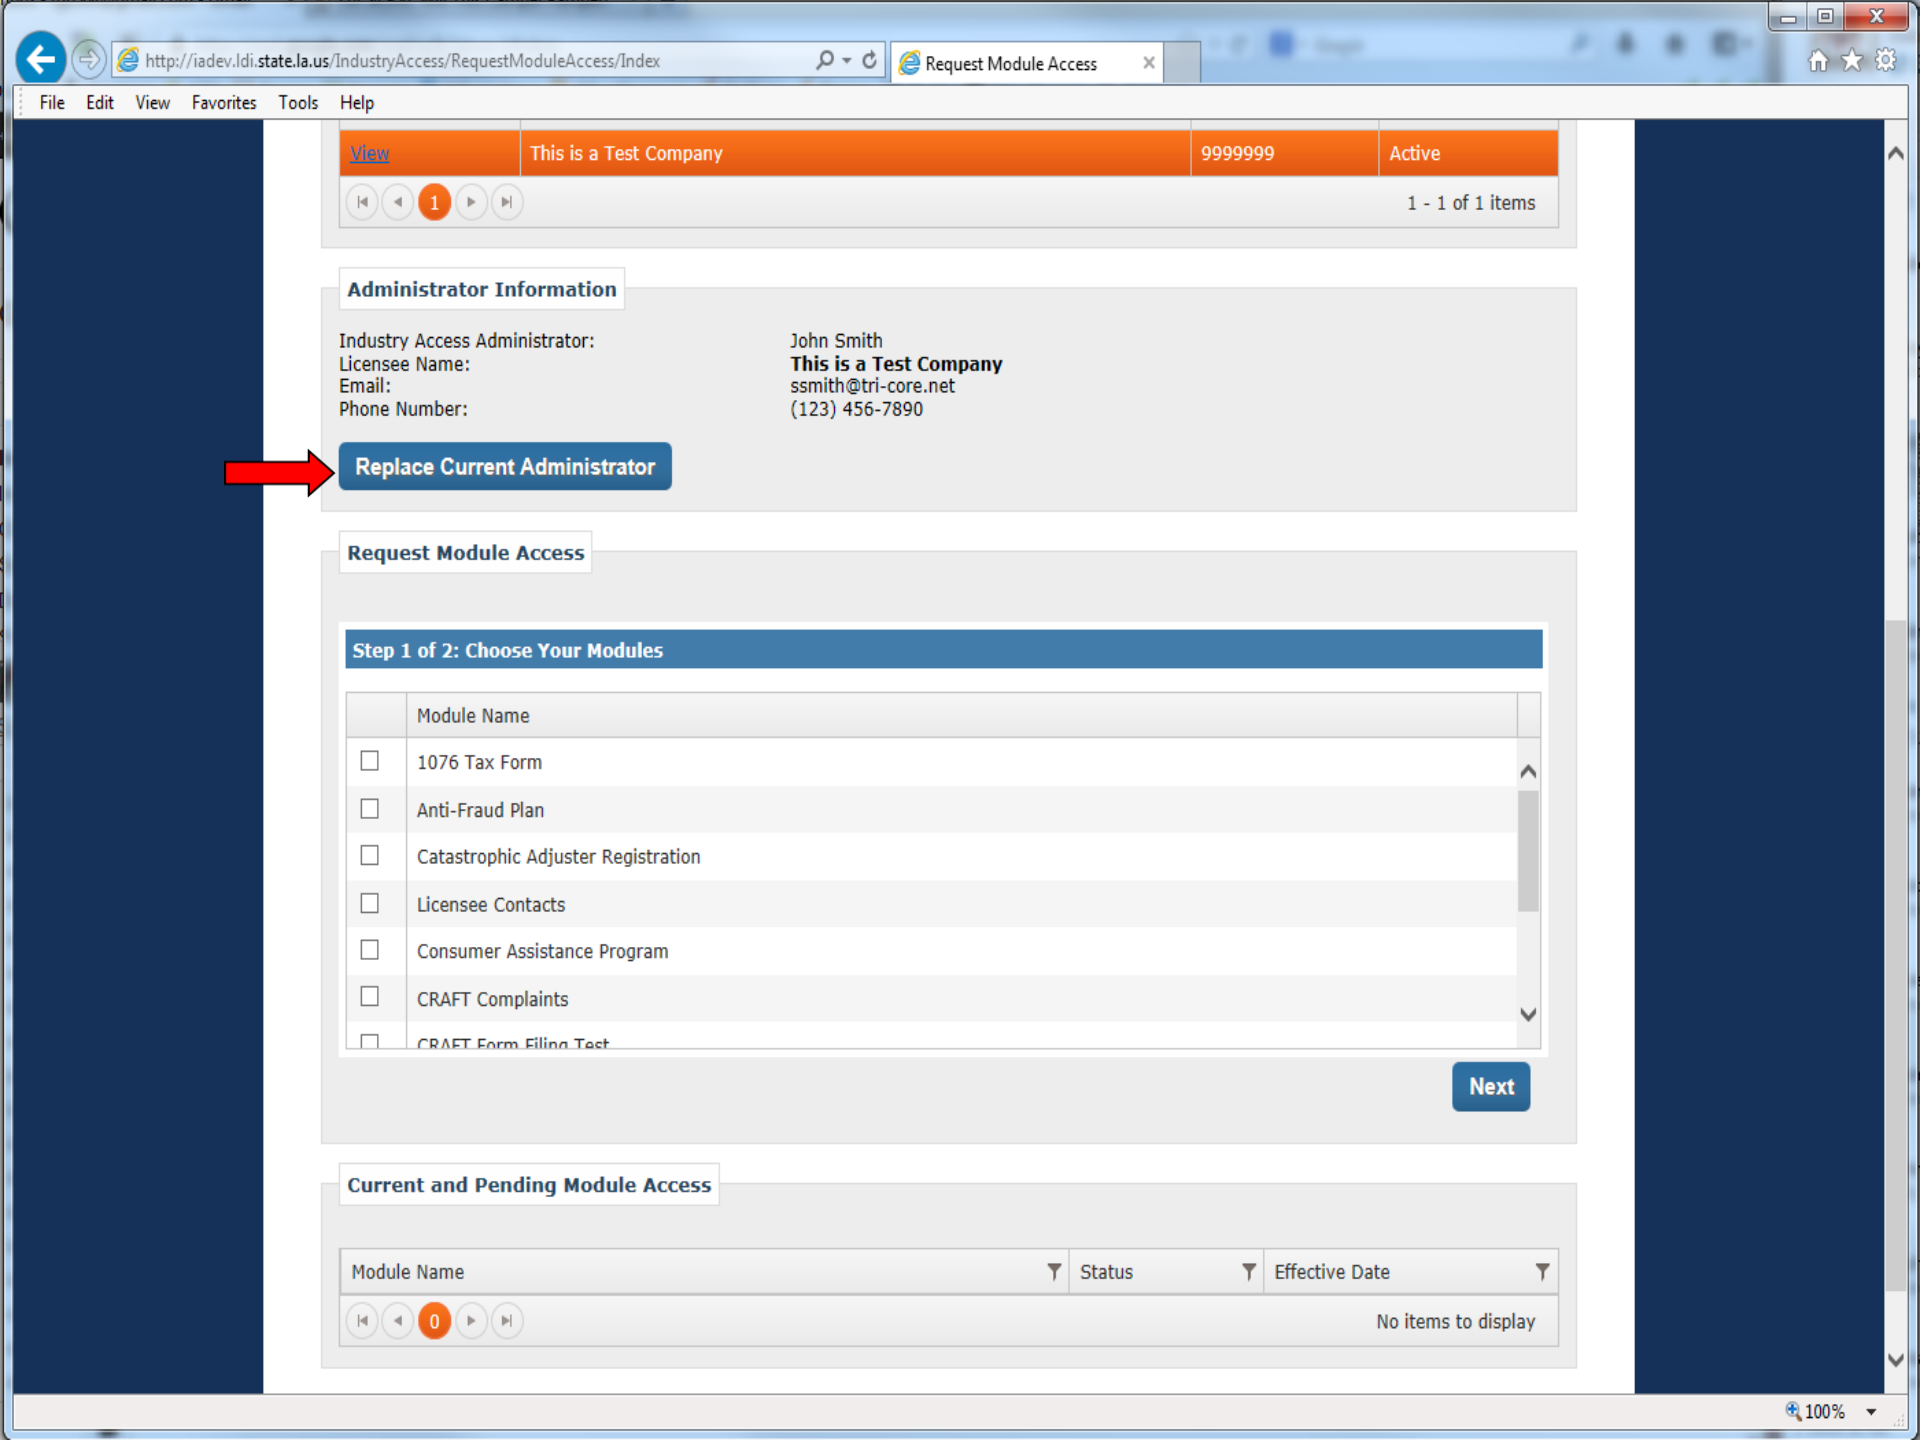 http://iadev.ldi.state.la.us/IndustryAccess/RequestModuleAccess/Index
Request Module Access
File Edit View Favorites Tools Help
View This is a Test Company 9999999 Active
1 1 - 1 of 1 items
Administrator Information
Industry Access Administrator: John Smith
Licensee Name: This is a Test Company
Email: ssmith@tri-core.net
Phone Number: (123) 456-7890
Replace Current Administrator
Request Module Access
Step 1 of 2: Choose Your Modules
Module Name
1076 Tax Form
Anti-Fraud Plan
Catastrophic Adjuster Registration
Licensee Contacts
Consumer Assistance Program
CRAFT Complaints
CRAFT Form Filing Test
Next
Current and Pending Module Access
Module Name Status Effective Date
0 No items to display
100%